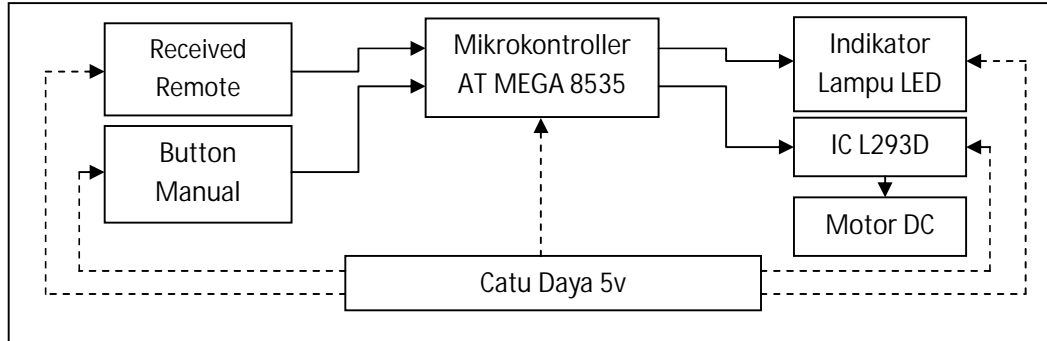 Received
Remote
Button
Manual
Mikrokontroller
AT MEGA 8535
Indikator
Lampu LED
IC L293D
Motor DC
Catu Daya 5v